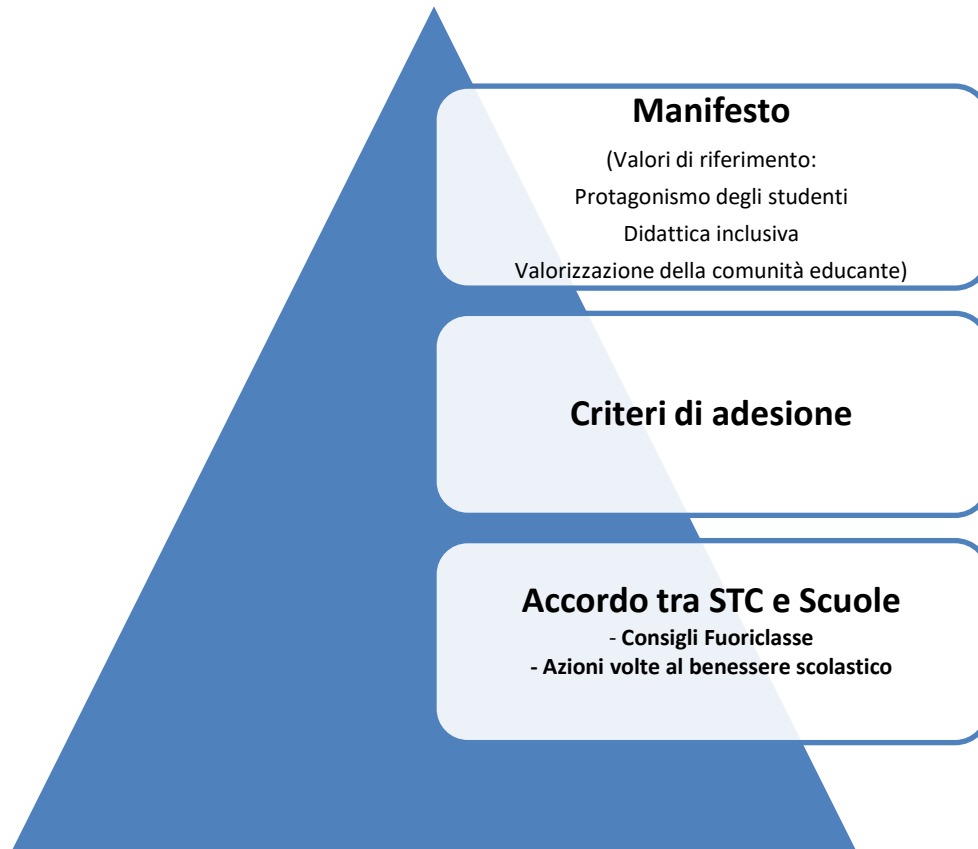 Manifesto
(Valori di riferimento:
Protagonismo degli studenti
Didattica inclusiva
Valorizzazione della comunità educante)
Criteri di adesione
Accordo tra STC e Scuole
- Consigli Fuoriclasse
- Azioni volte al benessere scolastico